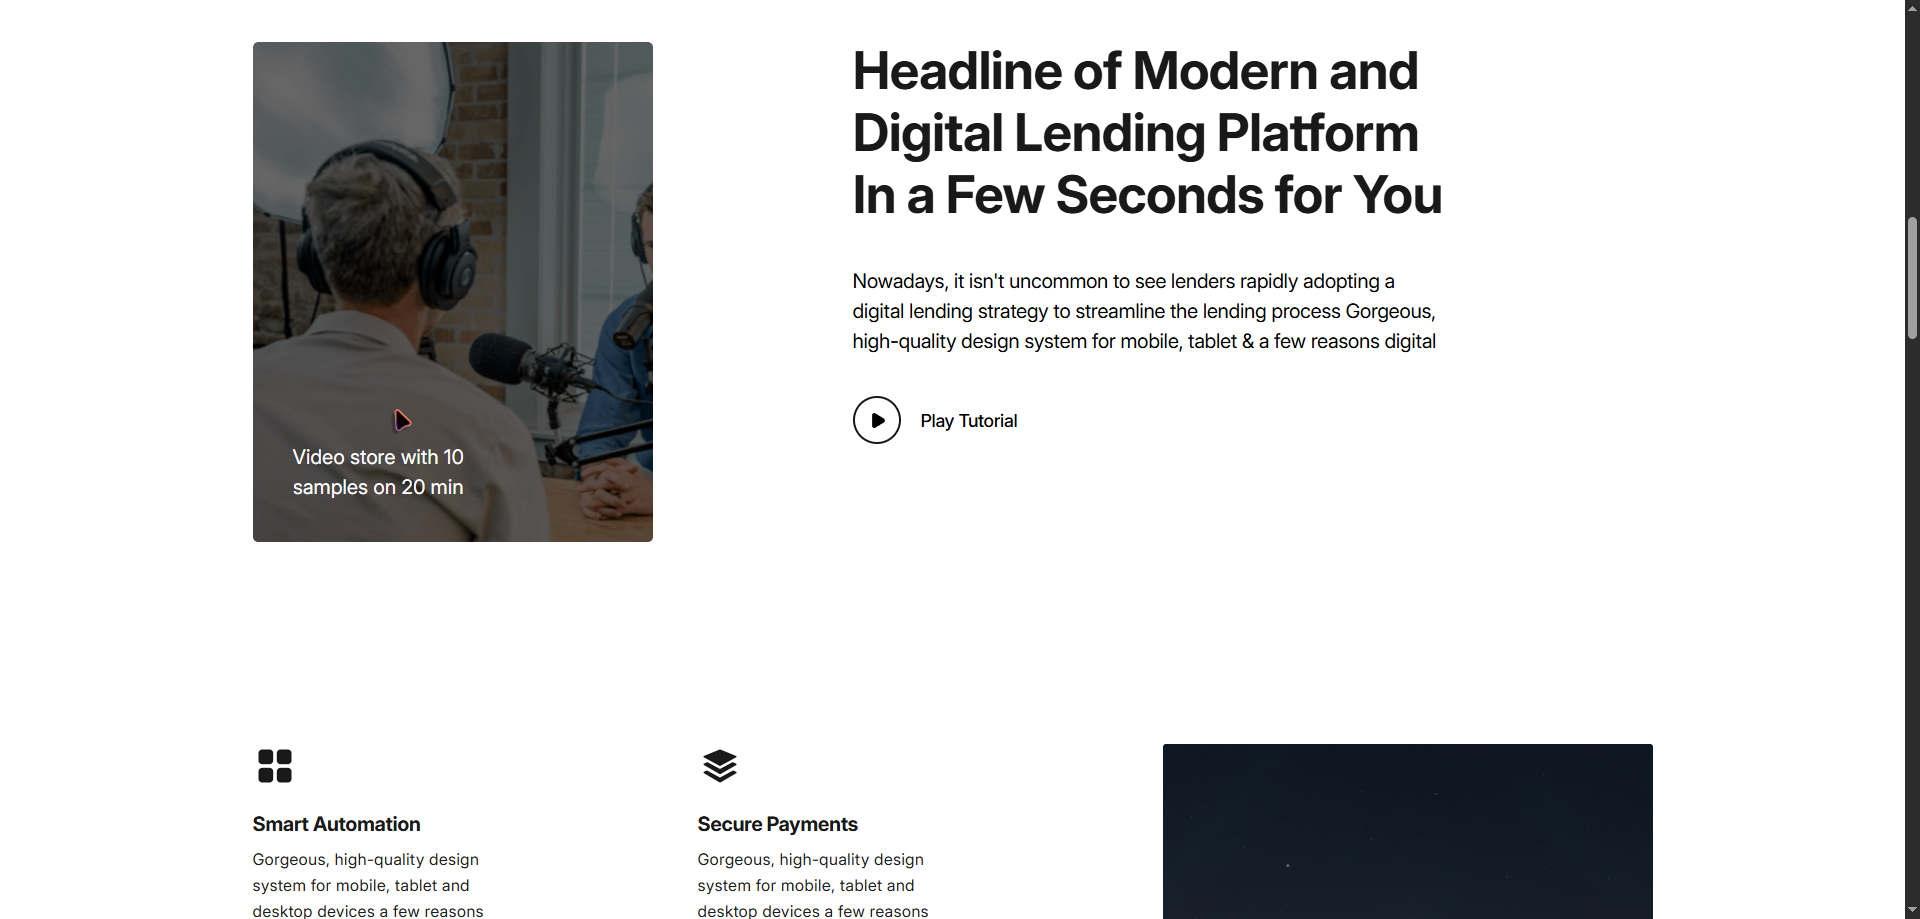 Headline of Modern and
Digital Lending Platform
In a Few Seconds for You
Nowadays, it isn't uncommon to see lenders rapidly adopting a
digital lending strategy to streamline the lending process Gorgeous,
high-quality design system for mobile, tablet & a few reasons digital
Play Tutorial
Video store with 10
samples on 20 min
Smart Automation
Gorgeous, high-quality design
system for mobile, tablet and
desktop devices a few reasons
Secure Payments
Gorgeous, high-quality design
system for mobile, tablet and
desktop devices a few reasons